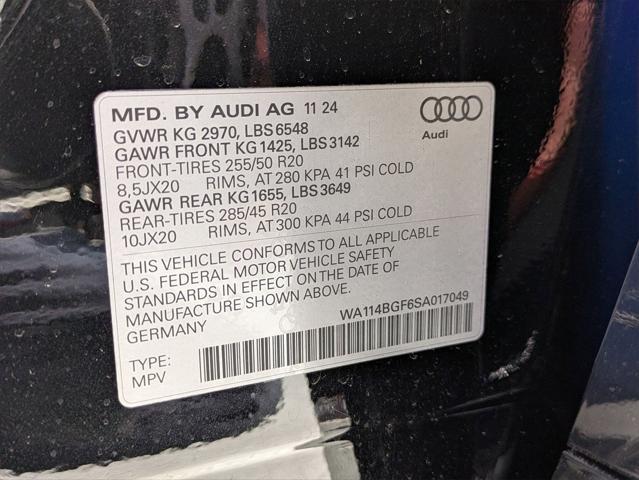 MFD. BY AUDI AG 11 24
GVWR KG 2970, LBS 6548
GAWR FRONT KG 1425, LBS 3142
FRONT-TIRES 255/50 R20
8,5JX20 RIMS, AT 280 KPA 41 PSI COLD
GAWR REAR KG 1655, LBS 3649
REAR-TIRES 285/45 R20
10JX20 RIMS, AT 300 KPA 44 PSI COLD
THIS VEHICLE CONFORMS TO ALL APPLICABLE
U.S. FEDERAL MOTOR VEHICLE SAFETY
STANDARDS IN EFFECT ON THE DATE OF
MANUFACTURE SHOWN ABOVE.
GERMANY
WA114BGF6SA017049
TYPE:
MPV
Audi